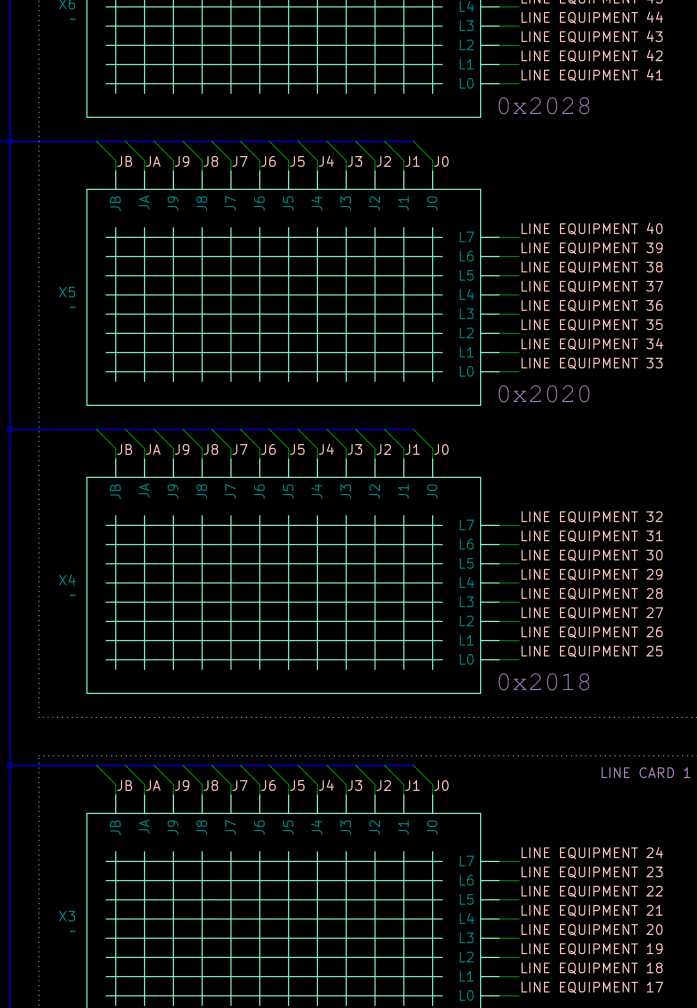 X6
~
L4 LINE EQUIPMENT 45
L3 LINE EQUIPMENT 44
L2 LINE EQUIPMENT 43
L1 LINE EQUIPMENT 42
L0 LINE EQUIPMENT 41
0x2028
JB JA J9 J8 J7 J6 J5 J4 J3 J2 J1 J0
JB JA J9 J8 J7 J6 J5 J4 J3 J2 J1 J0
X5
~
L7 LINE EQUIPMENT 40
L6 LINE EQUIPMENT 39
L5 LINE EQUIPMENT 38
L4 LINE EQUIPMENT 37
L3 LINE EQUIPMENT 36
L2 LINE EQUIPMENT 35
L1 LINE EQUIPMENT 34
L0 LINE EQUIPMENT 33
0x2020
JB JA J9 J8 J7 J6 J5 J4 J3 J2 J1 J0
JB JA J9 J8 J7 J6 J5 J4 J3 J2 J1 J0
X4
~
L7 LINE EQUIPMENT 32
L6 LINE EQUIPMENT 31
L5 LINE EQUIPMENT 30
L4 LINE EQUIPMENT 29
L3 LINE EQUIPMENT 28
L2 LINE EQUIPMENT 27
L1 LINE EQUIPMENT 26
L0 LINE EQUIPMENT 25
0x2018
LINE CARD 1
JB JA J9 J8 J7 J6 J5 J4 J3 J2 J1 J0
JB JA J9 J8 J7 J6 J5 J4 J3 J2 J1 J0
X3
~
L7 LINE EQUIPMENT 24
L6 LINE EQUIPMENT 23
L5 LINE EQUIPMENT 22
L4 LINE EQUIPMENT 21
L3 LINE EQUIPMENT 20
L2 LINE EQUIPMENT 19
L1 LINE EQUIPMENT 18
L0 LINE EQUIPMENT 17